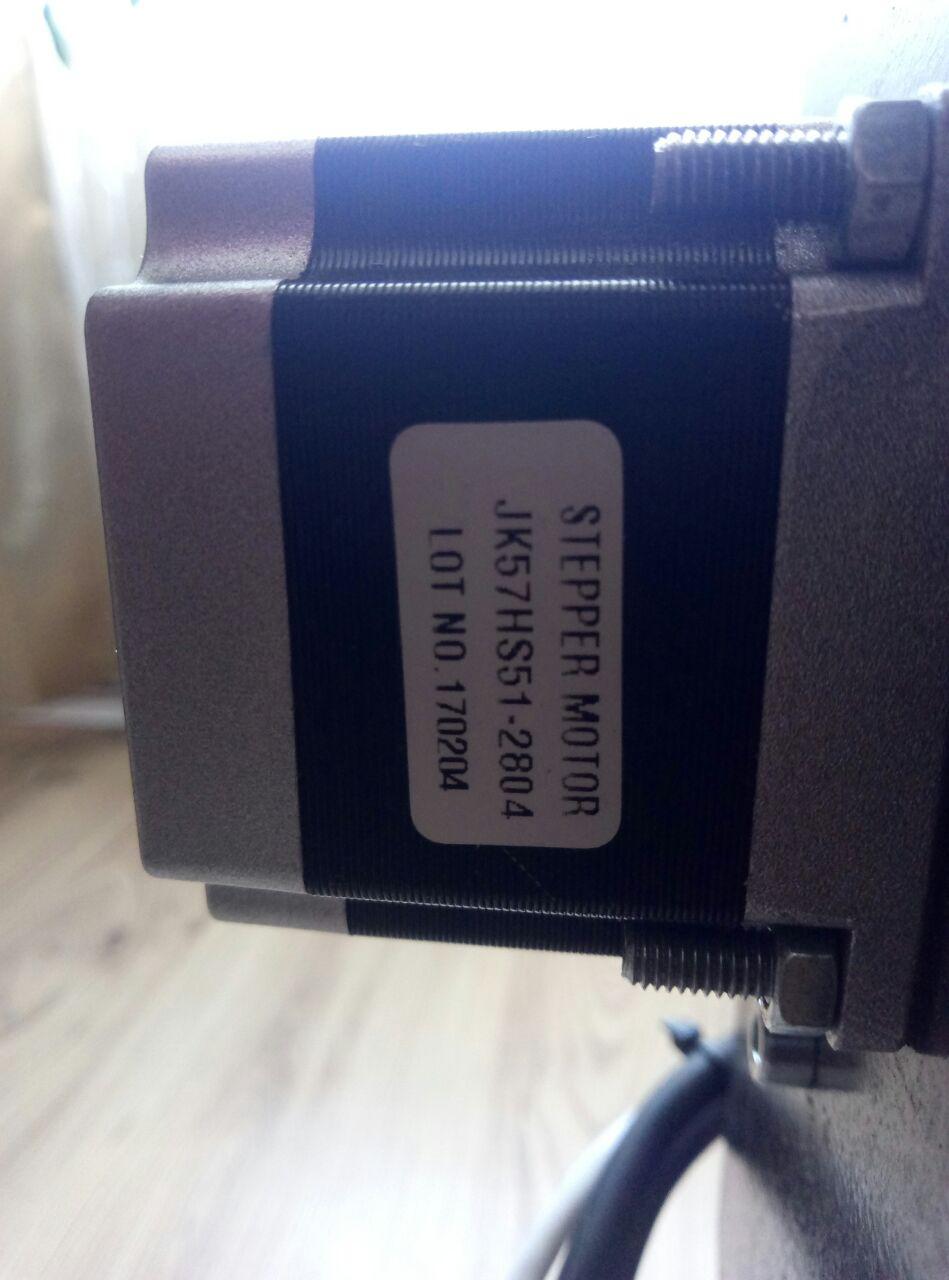 STEPPER MOTOR
JK57HS51-2804
LOT NO.170204